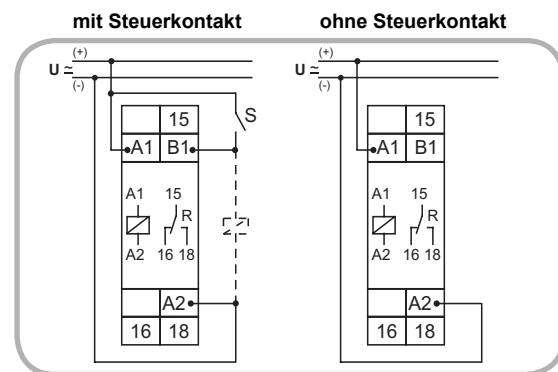 mit Steuerkontakt
(+)
U ≂
(-)
S
15
A1 B1
A1 15
R
A2 16 18
A2
16 18
ohne Steuerkontakt
(+)
U ≂
(-)
15
A1 B1
A1 15
R
A2 16 18
A2
16 18